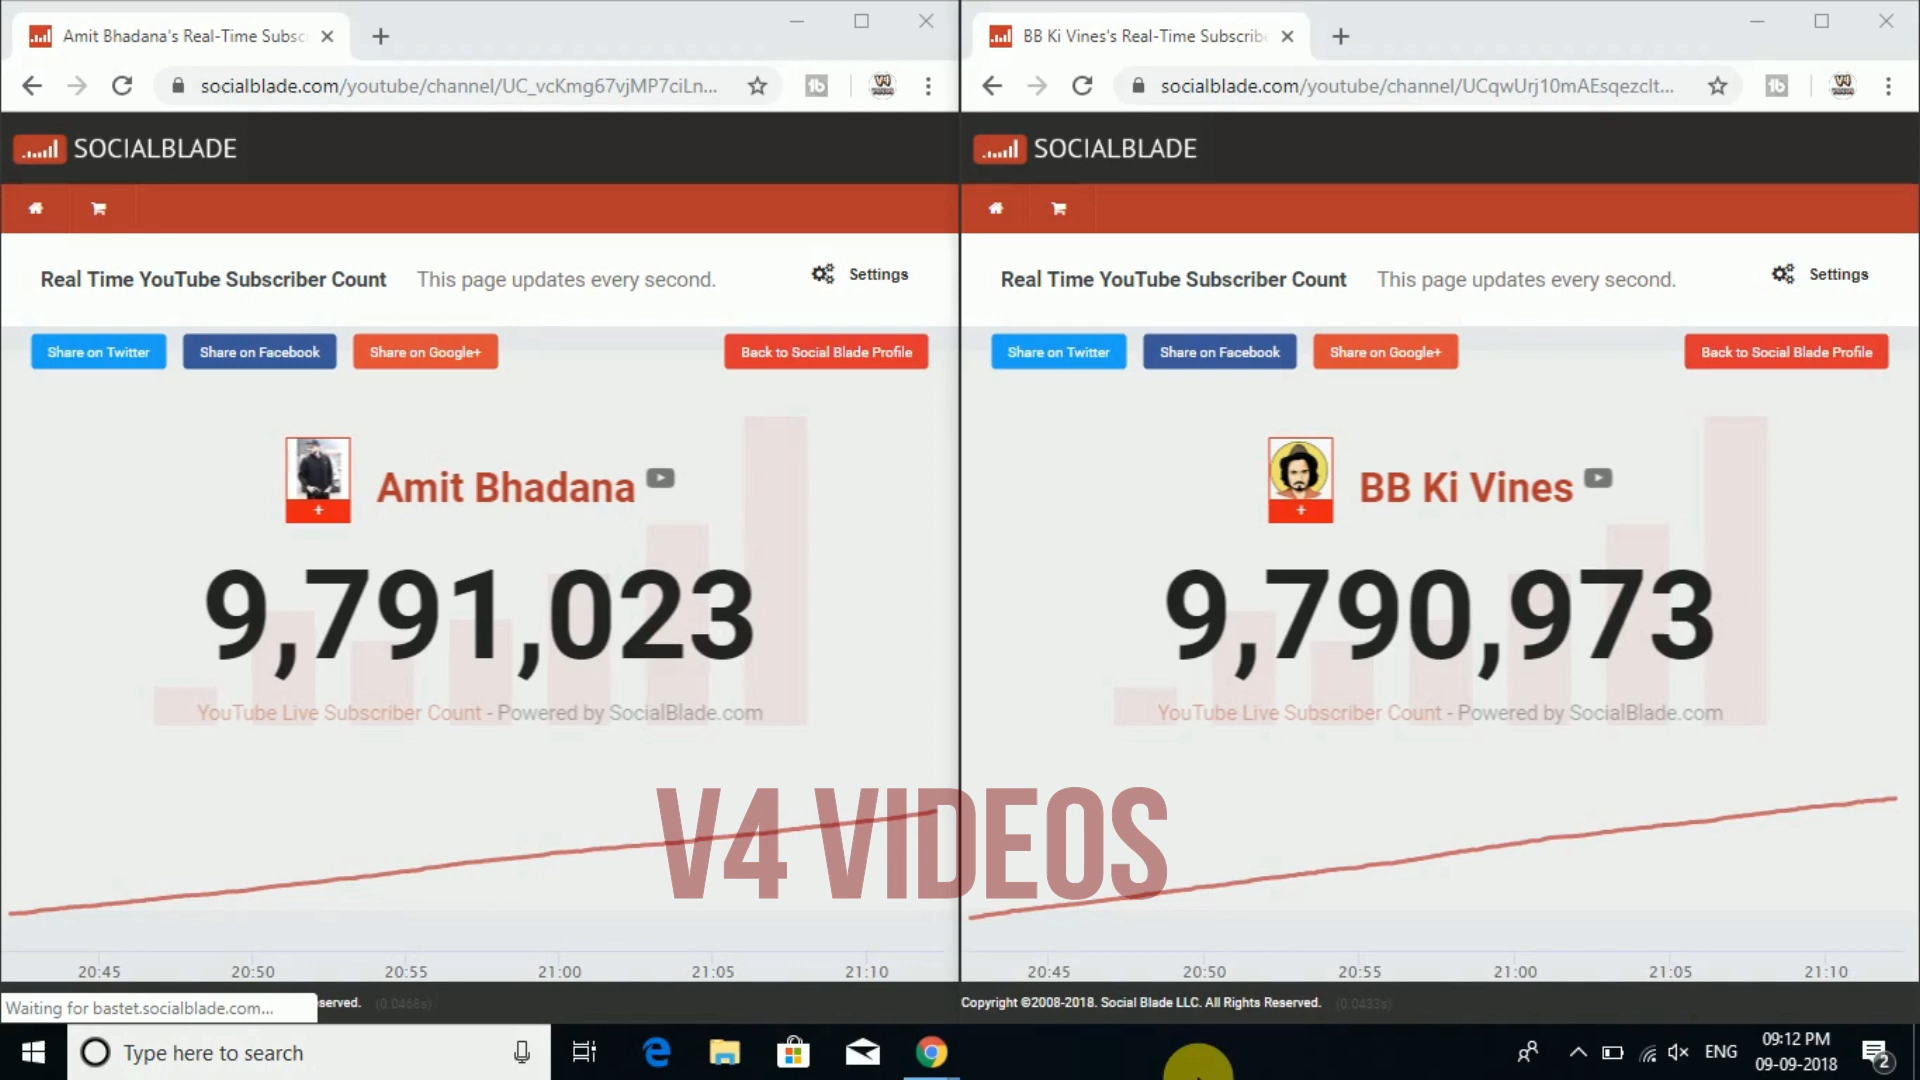 Amit Bhadana's Real-Time Subsc
socialblade.com/youtube/channel/UC_vcKmg67vjMP7ciLn...
SOCIALBLADE
Real Time YouTube Subscriber Count This page updates every second. Settings
Share on Twitter Share on Facebook Share on Google+ Back to Social Blade Profile
Amit Bhadana
9,791,023
YouTube Live Subscriber Count - Powered by SocialBlade.com
20:45 20:50 20:55 21:00 21:05 21:10
Waiting for bastet.socialblade.com... served. (0.0468s)
BB Ki Vines's Real-Time Subscribe
socialblade.com/youtube/channel/UCqwUrj10mAEsqezclt...
SOCIALBLADE
Real Time YouTube Subscriber Count This page updates every second. Settings
Share on Twitter Share on Facebook Share on Google+ Back to Social Blade Profile
BB Ki Vines
9,790,973
YouTube Live Subscriber Count - Powered by SocialBlade.com
20:45 20:50 20:55 21:00 21:05 21:10
Copyright ©2008-2018. Social Blade LLC. All Rights Reserved. (0.0433s)
V4 VIDEOS
Type here to search
ENG
09:12 PM
09-09-2018
2